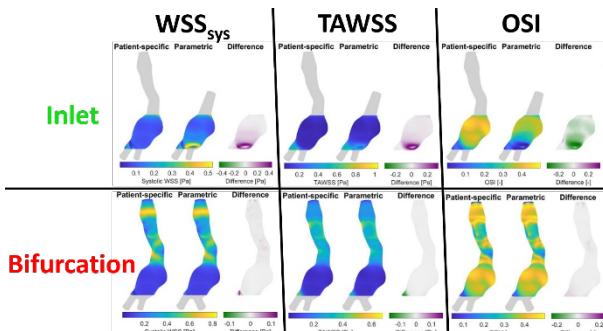 WSSsys TAWSS OSI
Patient-specific Parametric Difference Patient-specific Parametric Difference Patient-specific Parametric Difference
Inlet
0.1 0.2 0.3 0.4 0.5 -0.4 -0.2 0 0.2 0.4 0.2 0.4 0.6 0.8 1 -0.5 0 0.5 0.1 0.2 0.3 0.4 -0.2 0 0.2
Systolic WSS [Pa] Difference [Pa] TAWSS [Pa] Difference [Pa] OSI [-] Difference [-]
Patient-specific Parametric Difference Patient-specific Parametric Difference Patient-specific Parametric Difference
Bifurcation
0.2 0.4 0.6 0.8 -0.1 0 0.1 0.2 0.4 0.6 -0.1 0 0.1 0.2 0.4 -0.2 0 0.2
Systolic WSS [Pa]